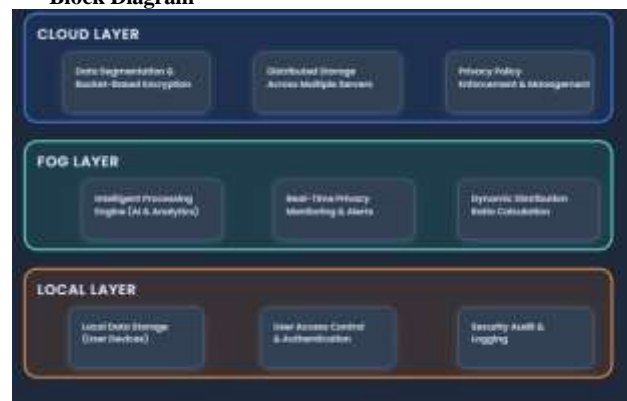 Block Diagram
CLOUD LAYER
Data Segmentation &
Bucket-Based Encryption
Distributed Storage
Across Multiple Servers
Privacy Policy
Enforcement & Management
FOG LAYER
Intelligent Processing
Engine (AI & Analytics)
Real-Time Privacy
Monitoring & Alerts
Dynamic Distribution
Ratio Calculation
LOCAL LAYER
Local Data Storage
(User Devices)
User Access Control
& Authentication
Security Audit &
Logging